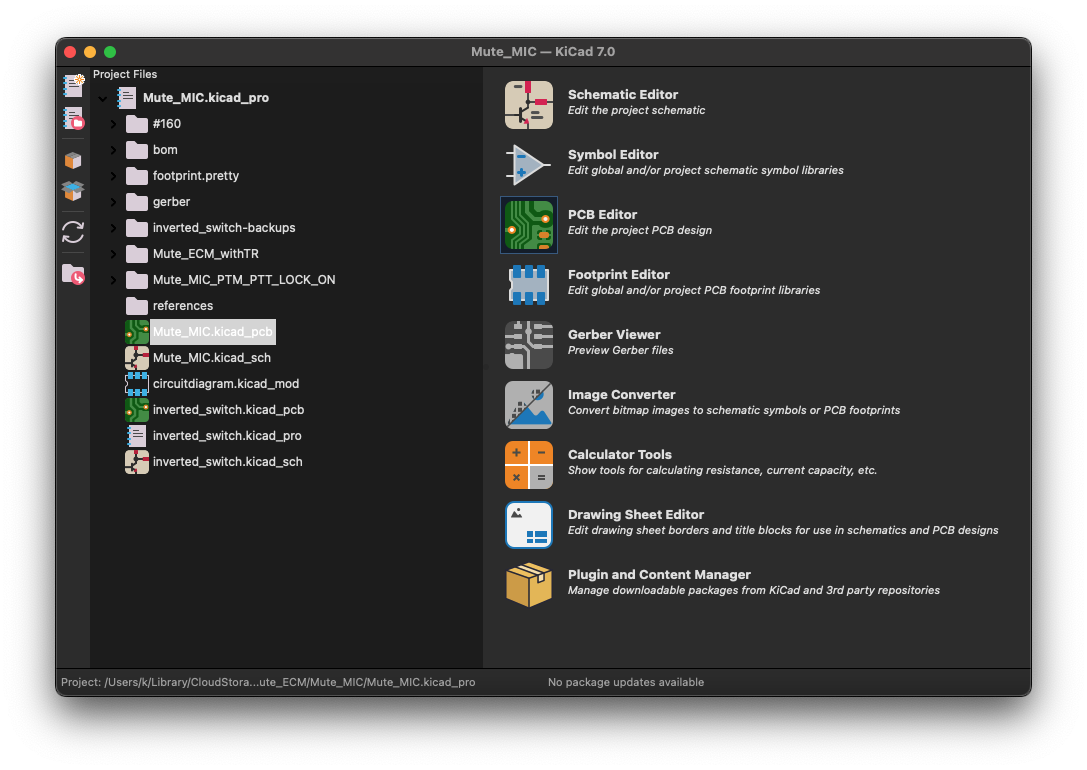 Mute_MIC — KiCad 7.0
Project Files
Mute_MIC.kicad_pro
#160
bom
footprint.pretty
gerber
inverted_switch-backups
Mute_ECM_withTR
Mute_MIC_PTM_PTT_LOCK_ON
references
Mute_MIC.kicad_pcb
Mute_MIC.kicad_sch
circuitdiagram.kicad_mod
inverted_switch.kicad_pcb
inverted_switch.kicad_pro
inverted_switch.kicad_sch
Schematic Editor
Edit the project schematic
Symbol Editor
Edit global and/or project schematic symbol libraries
PCB Editor
Edit the project PCB design
Footprint Editor
Edit global and/or project PCB footprint libraries
Gerber Viewer
Preview Gerber files
Image Converter
Convert bitmap images to schematic symbols or PCB footprints
Calculator Tools
Show tools for calculating resistance, current capacity, etc.
Drawing Sheet Editor
Edit drawing sheet borders and title blocks for use in schematics and PCB designs
Plugin and Content Manager
Manage downloadable packages from KiCad and 3rd party repositories
Project: /Users/k/Library/CloudStora...ute_ECM/Mute_MIC/Mute_MIC.kicad_pro
No package updates available